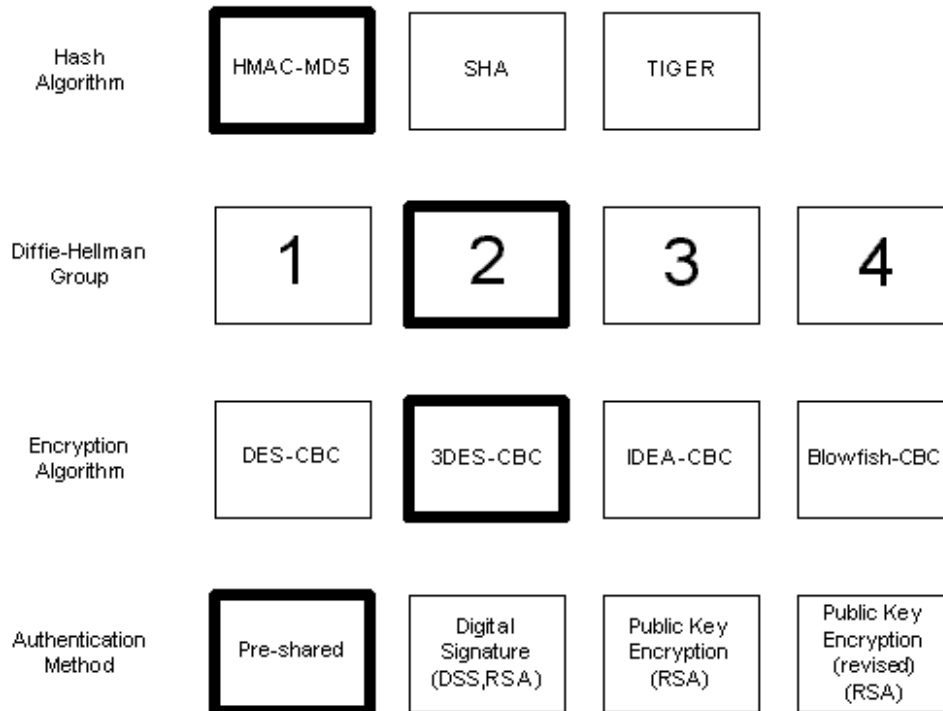 Hash
Algorithm
HMAC-MD5
SHA
TIGER
Diffie-Hellman
Group
1
2
3
4
Encryption
Algorithm
DES-CBC
3DES-CBC
IDEA-CBC
Blowfish-CBC
Authentication
Method
Pre-shared
Digital
Signature
(DSS,RSA)
Public Key
Encryption
(RSA)
Public Key
Encryption
(revised)
(RSA)